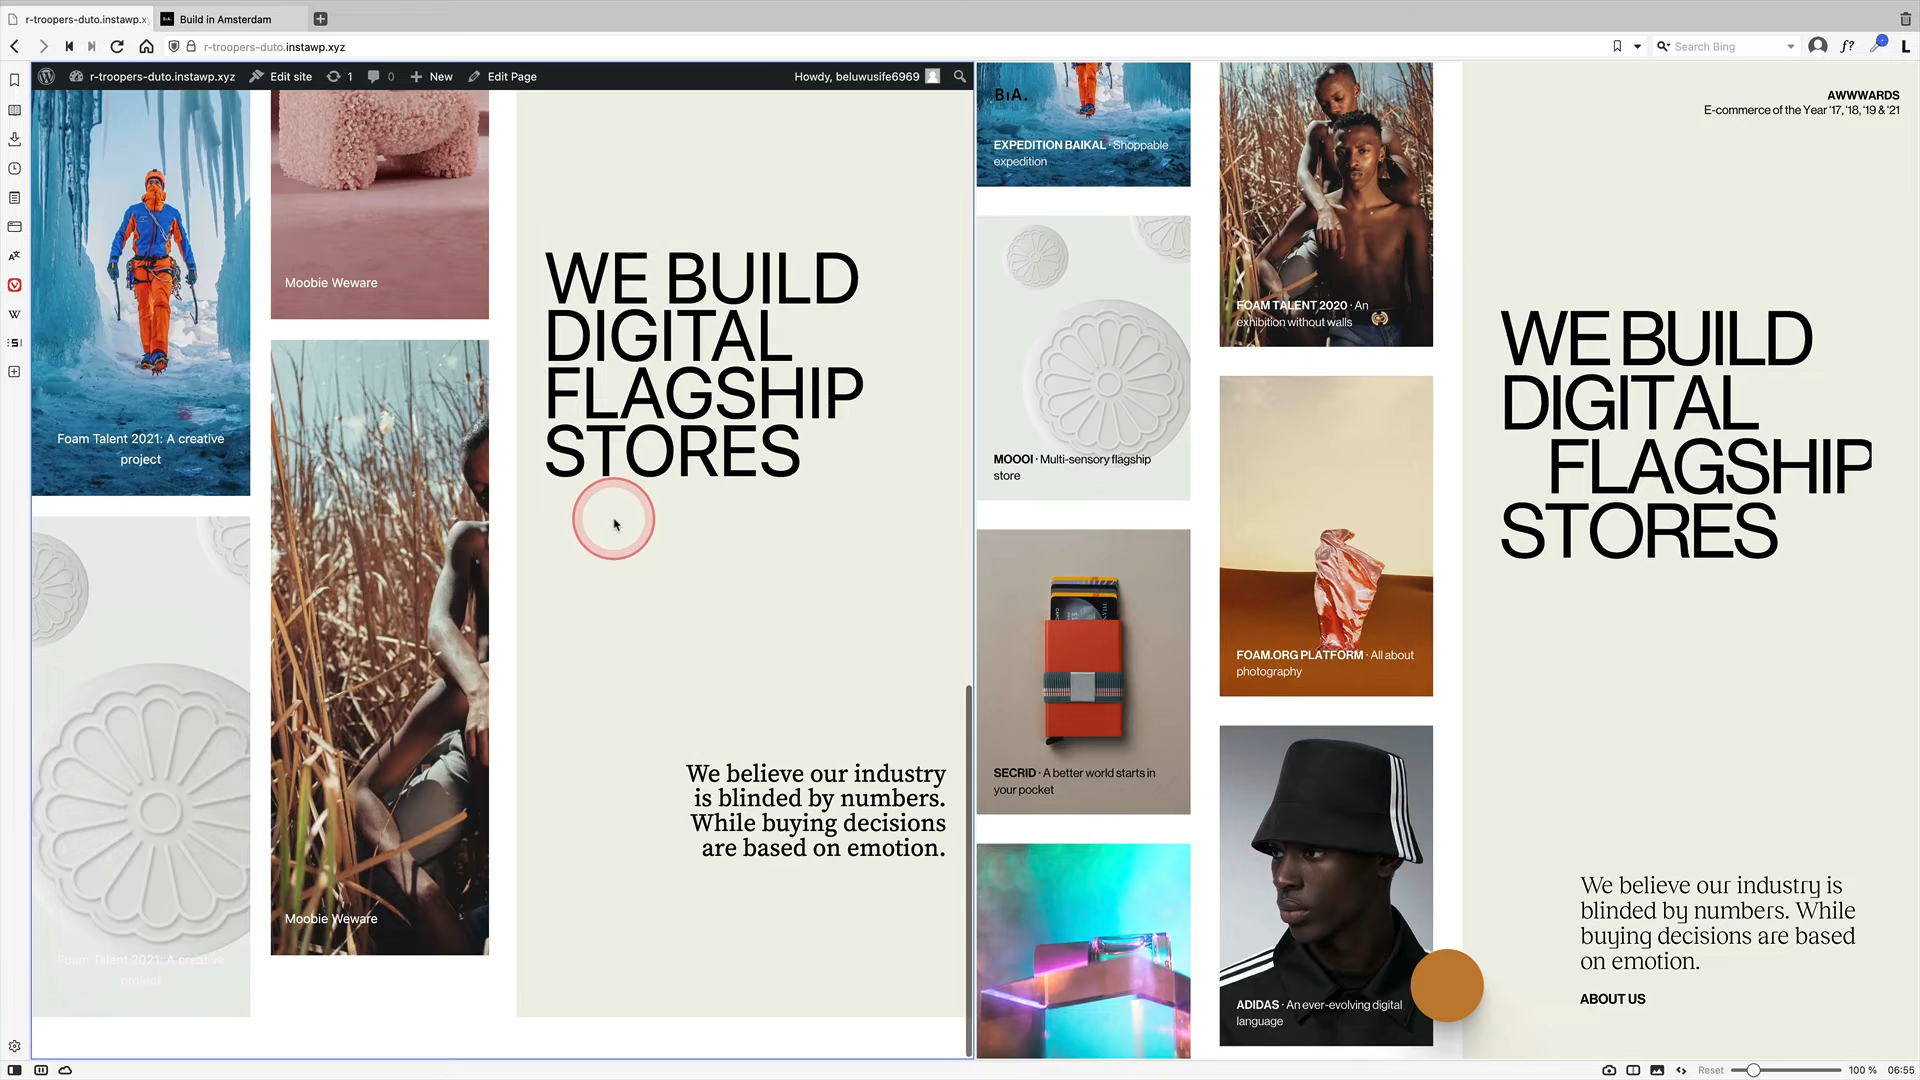 r-troopers-duto.instawp.xy
Build in Amsterdam
r-troopers-duto.instawp.xyz
Search Bing
f?
L
r-troopers-duto.instawp.xyz
Edit site
1
0
New
Edit Page
Howdy, beluwusife6969
Moobie Weware
Foam Talent 2021: A creative
project
Moobie Weware
Foam Talent 2021: A creative
project
WE BUILD
DIGITAL
FLAGSHIP
STORES
We believe our industry
is blinded by numbers.
While buying decisions
are based on emotion.
BIA.
EXPEDITION BAIKAL · Shoppable
expedition
MOOOI · Multi-sensory flagship
store
SECRID · A better world starts in
your pocket
FOAM TALENT 2020 · An
exhibition without walls
FOAM.ORG PLATFORM · All about
photography
ADIDAS · An ever-evolving digital
language
AWWWARDS
E-commerce of the Year '17, '18, '19 & '21
WE BUILD
DIGITAL
FLAGSHIP
STORES
We believe our industry is
blinded by numbers. While
buying decisions are based
on emotion.
ABOUT US
Reset
100 %
06:55